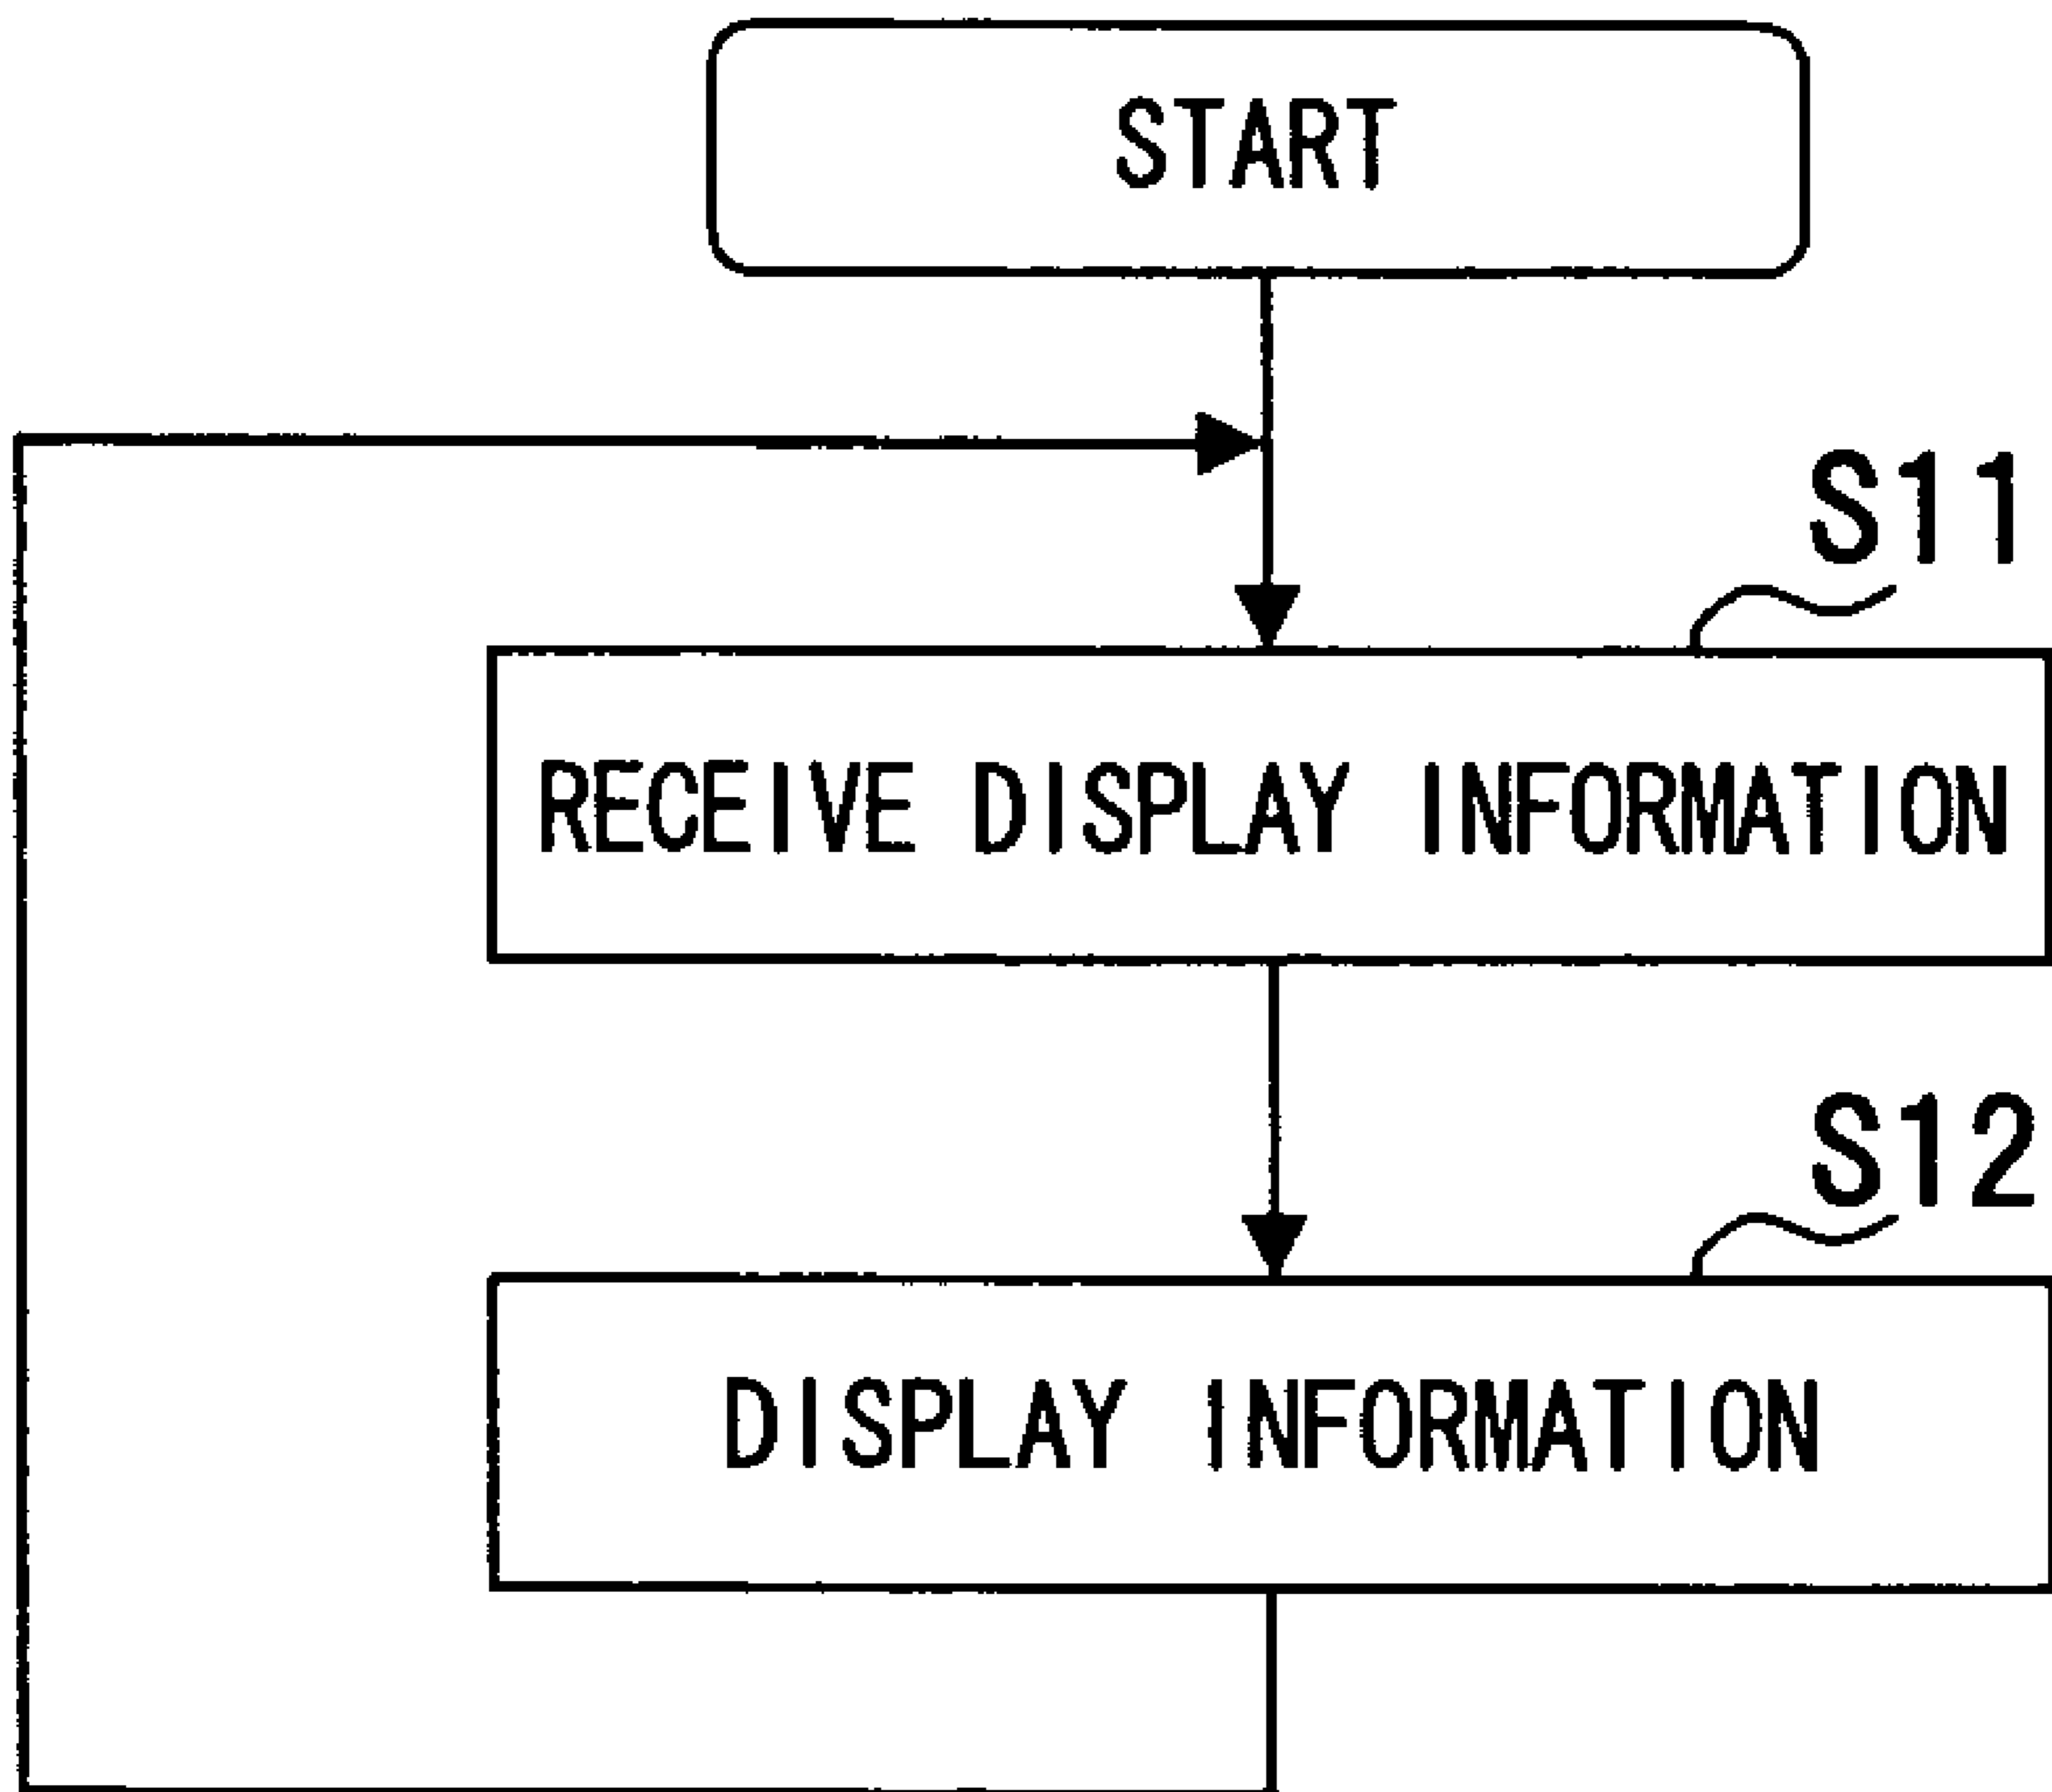 START
S11
RECEIVE DISPLAY INFORMATION
S12
DISPLAY INFORMATION